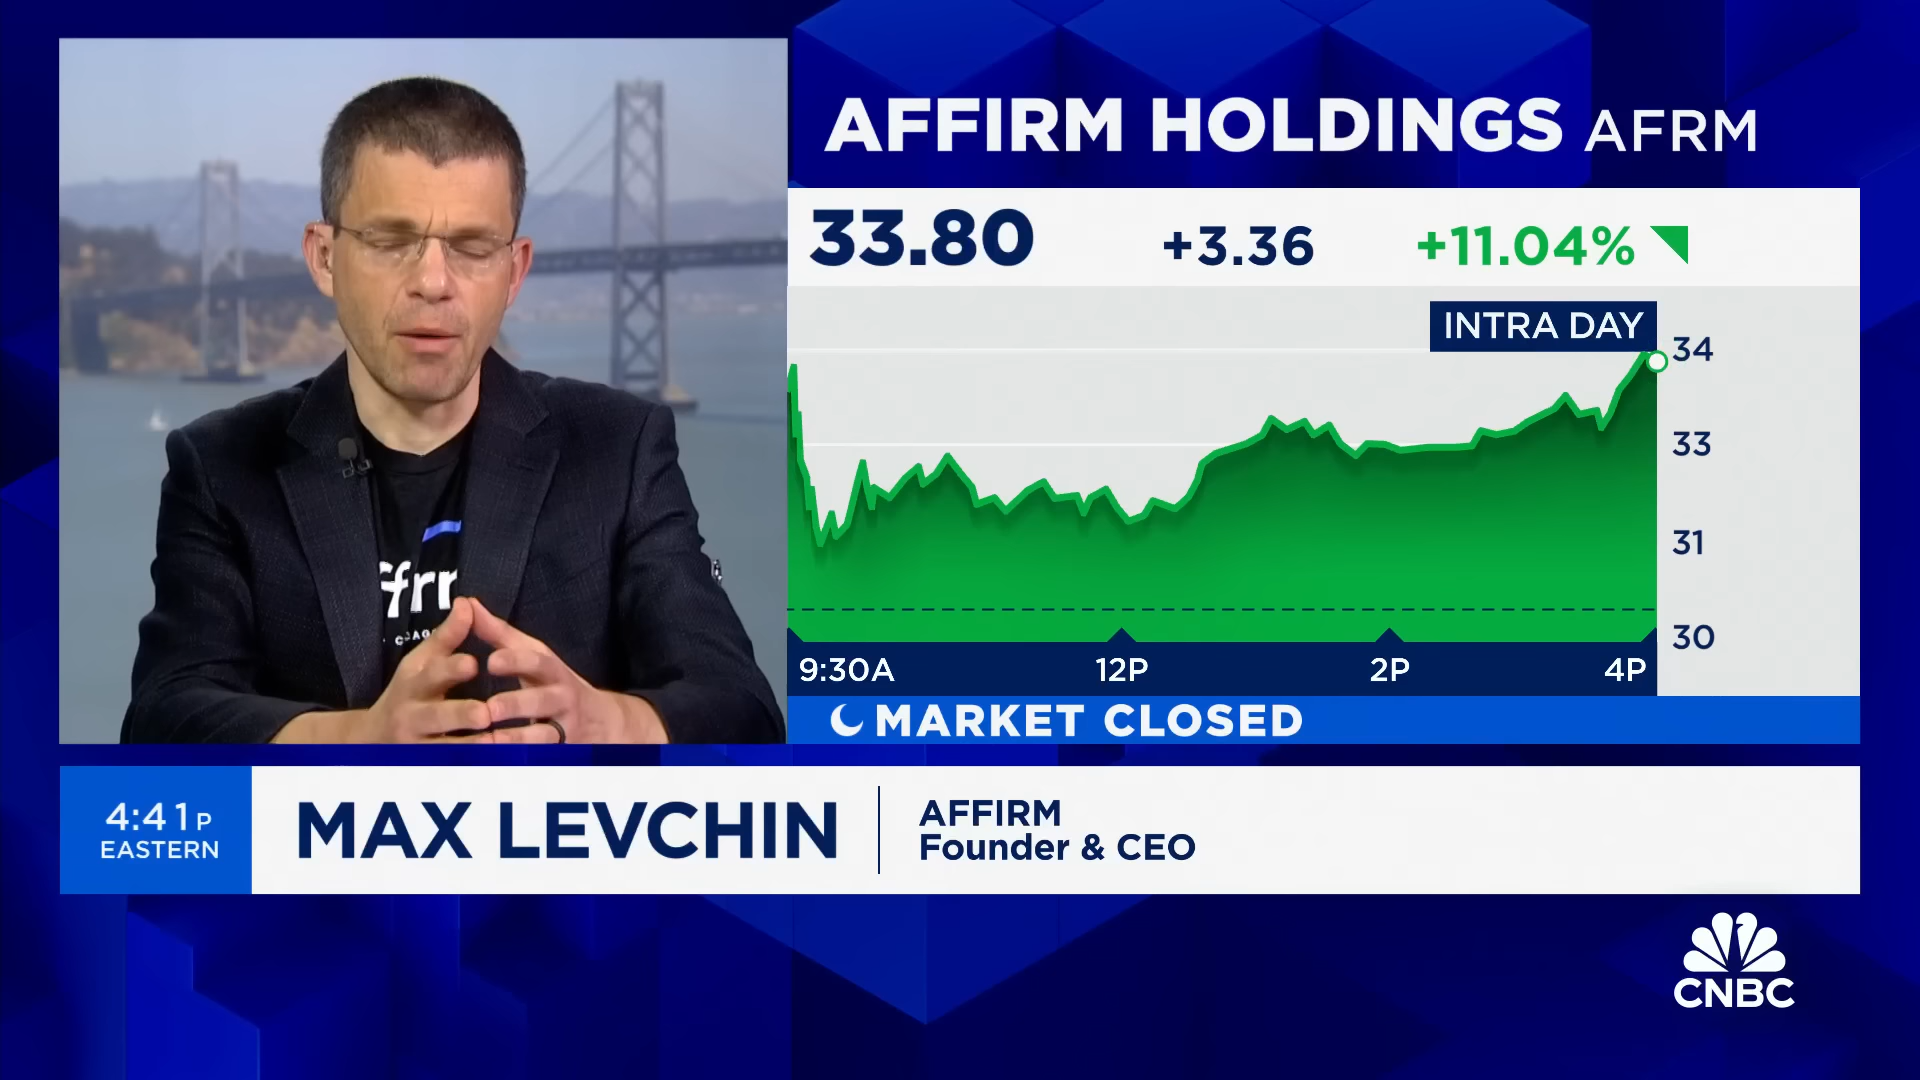 AFFIRM HOLDINGS AFRM
33.80 +3.36 +11.04%
INTRA DAY
34
33
31
30
9:30A 12P 2P 4P
MARKET CLOSED
ffrm
4:41P
EASTERN
MAX LEVCHIN
AFFIRM
Founder & CEO
CNBC